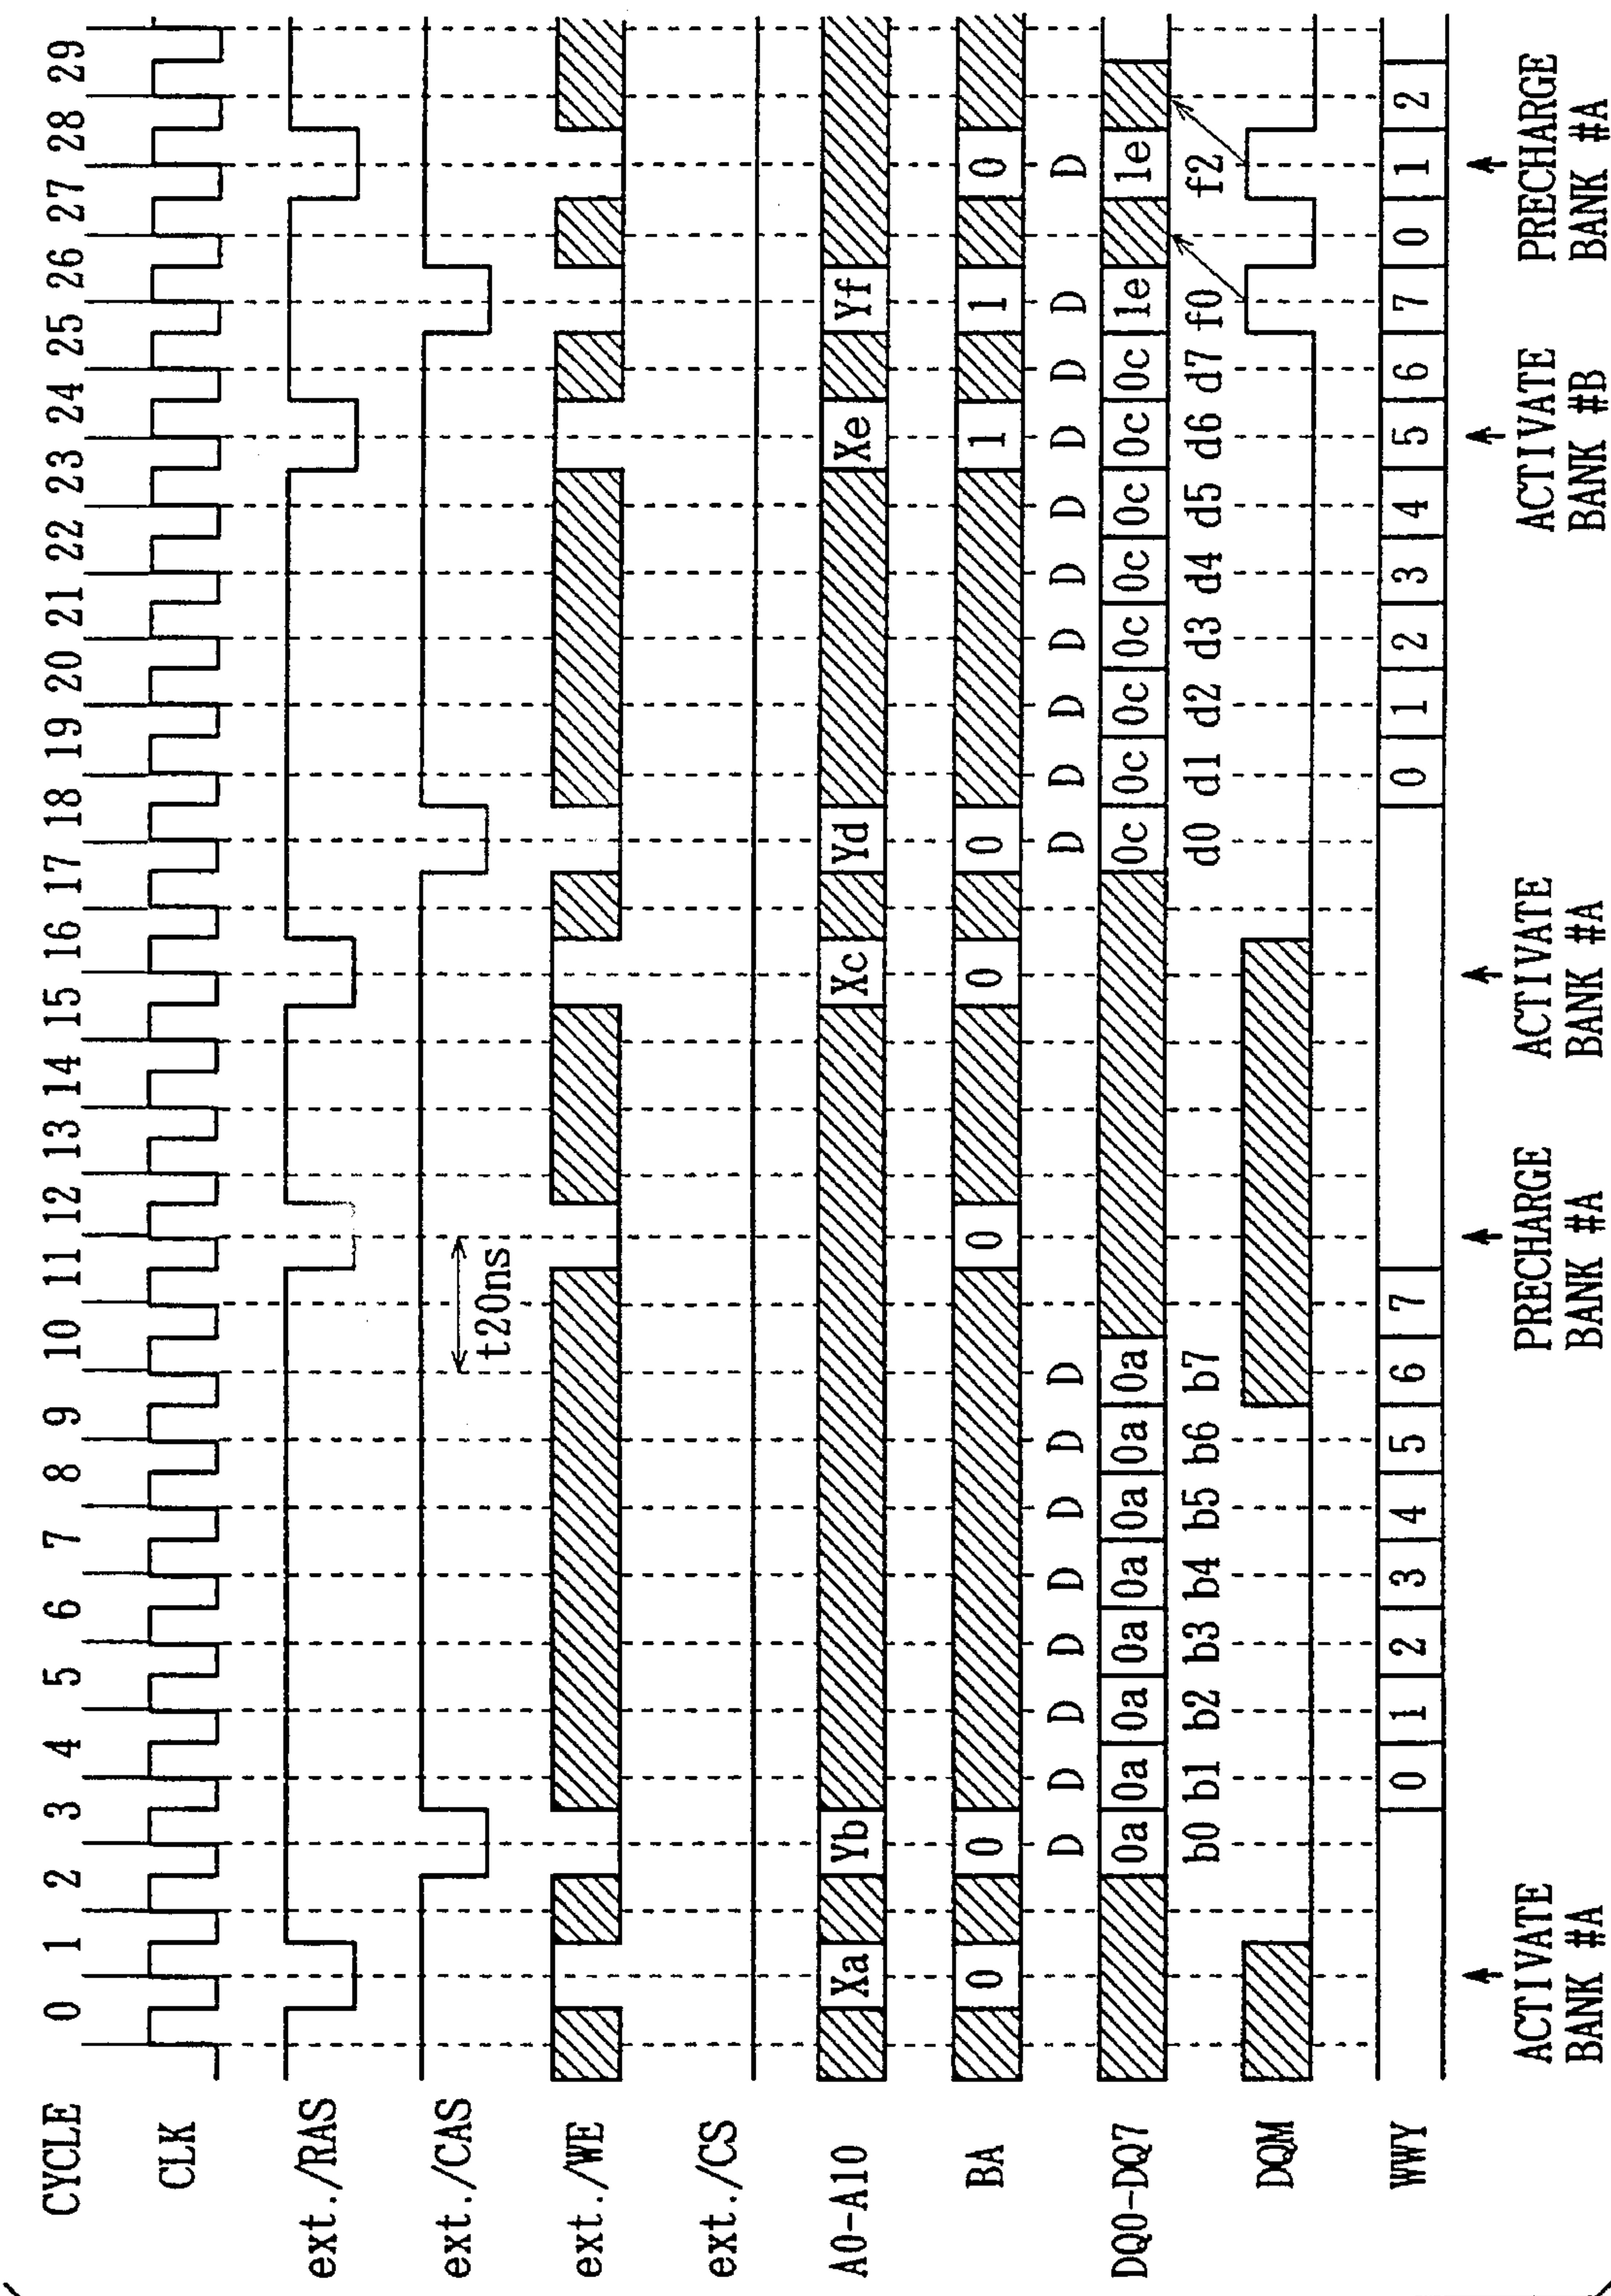 CYCLE 0 1 2 3 4 5 6 7 8 9 10 11 12 13 14 15 16 17 18 19 20 21 22 23 24 25 26 27 28 29
CLK
ext./RAS
ext./CAS
t20ns
ext./WE
ext./CS
A0-A10 Xa Yb Xc Yd Xe Yf
BA 0 0 0 0 0 1 1 0
D D D D D D D D D D D D D D D D D D
DQ0-DQ7 0a 0a 0a 0a 0a 0a 0a 0a 0c 0c 0c 0c 0c 0c 0c 0c 1e 1e
b0 b1 b2 b3 b4 b5 b6 b7 d0 d1 d2 d3 d4 d5 d6 d7 f0 f2
DQM
WWY 0 1 2 3 4 5 6 7 0 1 2 3 4 5 6 7 0 1 2
ACTIVATE PRECHARGE ACTIVATE ACTIVATE PRECHARGE
BANK #A BANK #A BANK #A BANK #B BANK #A